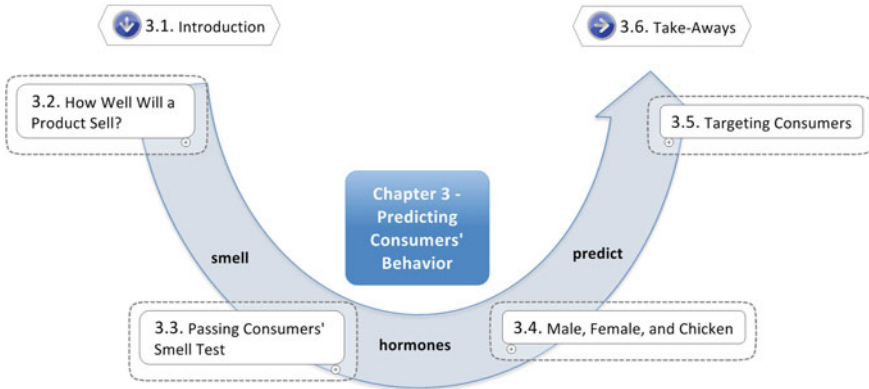 3.1. Introduction
3.6. Take-Aways
3.2. How Well Will a
Product Sell?
3.5. Targeting Consumers
Chapter 3 -
Predicting
Consumers'
Behavior
smell
predict
3.3. Passing Consumers'
Smell Test
hormones
3.4. Male, Female, and Chicken